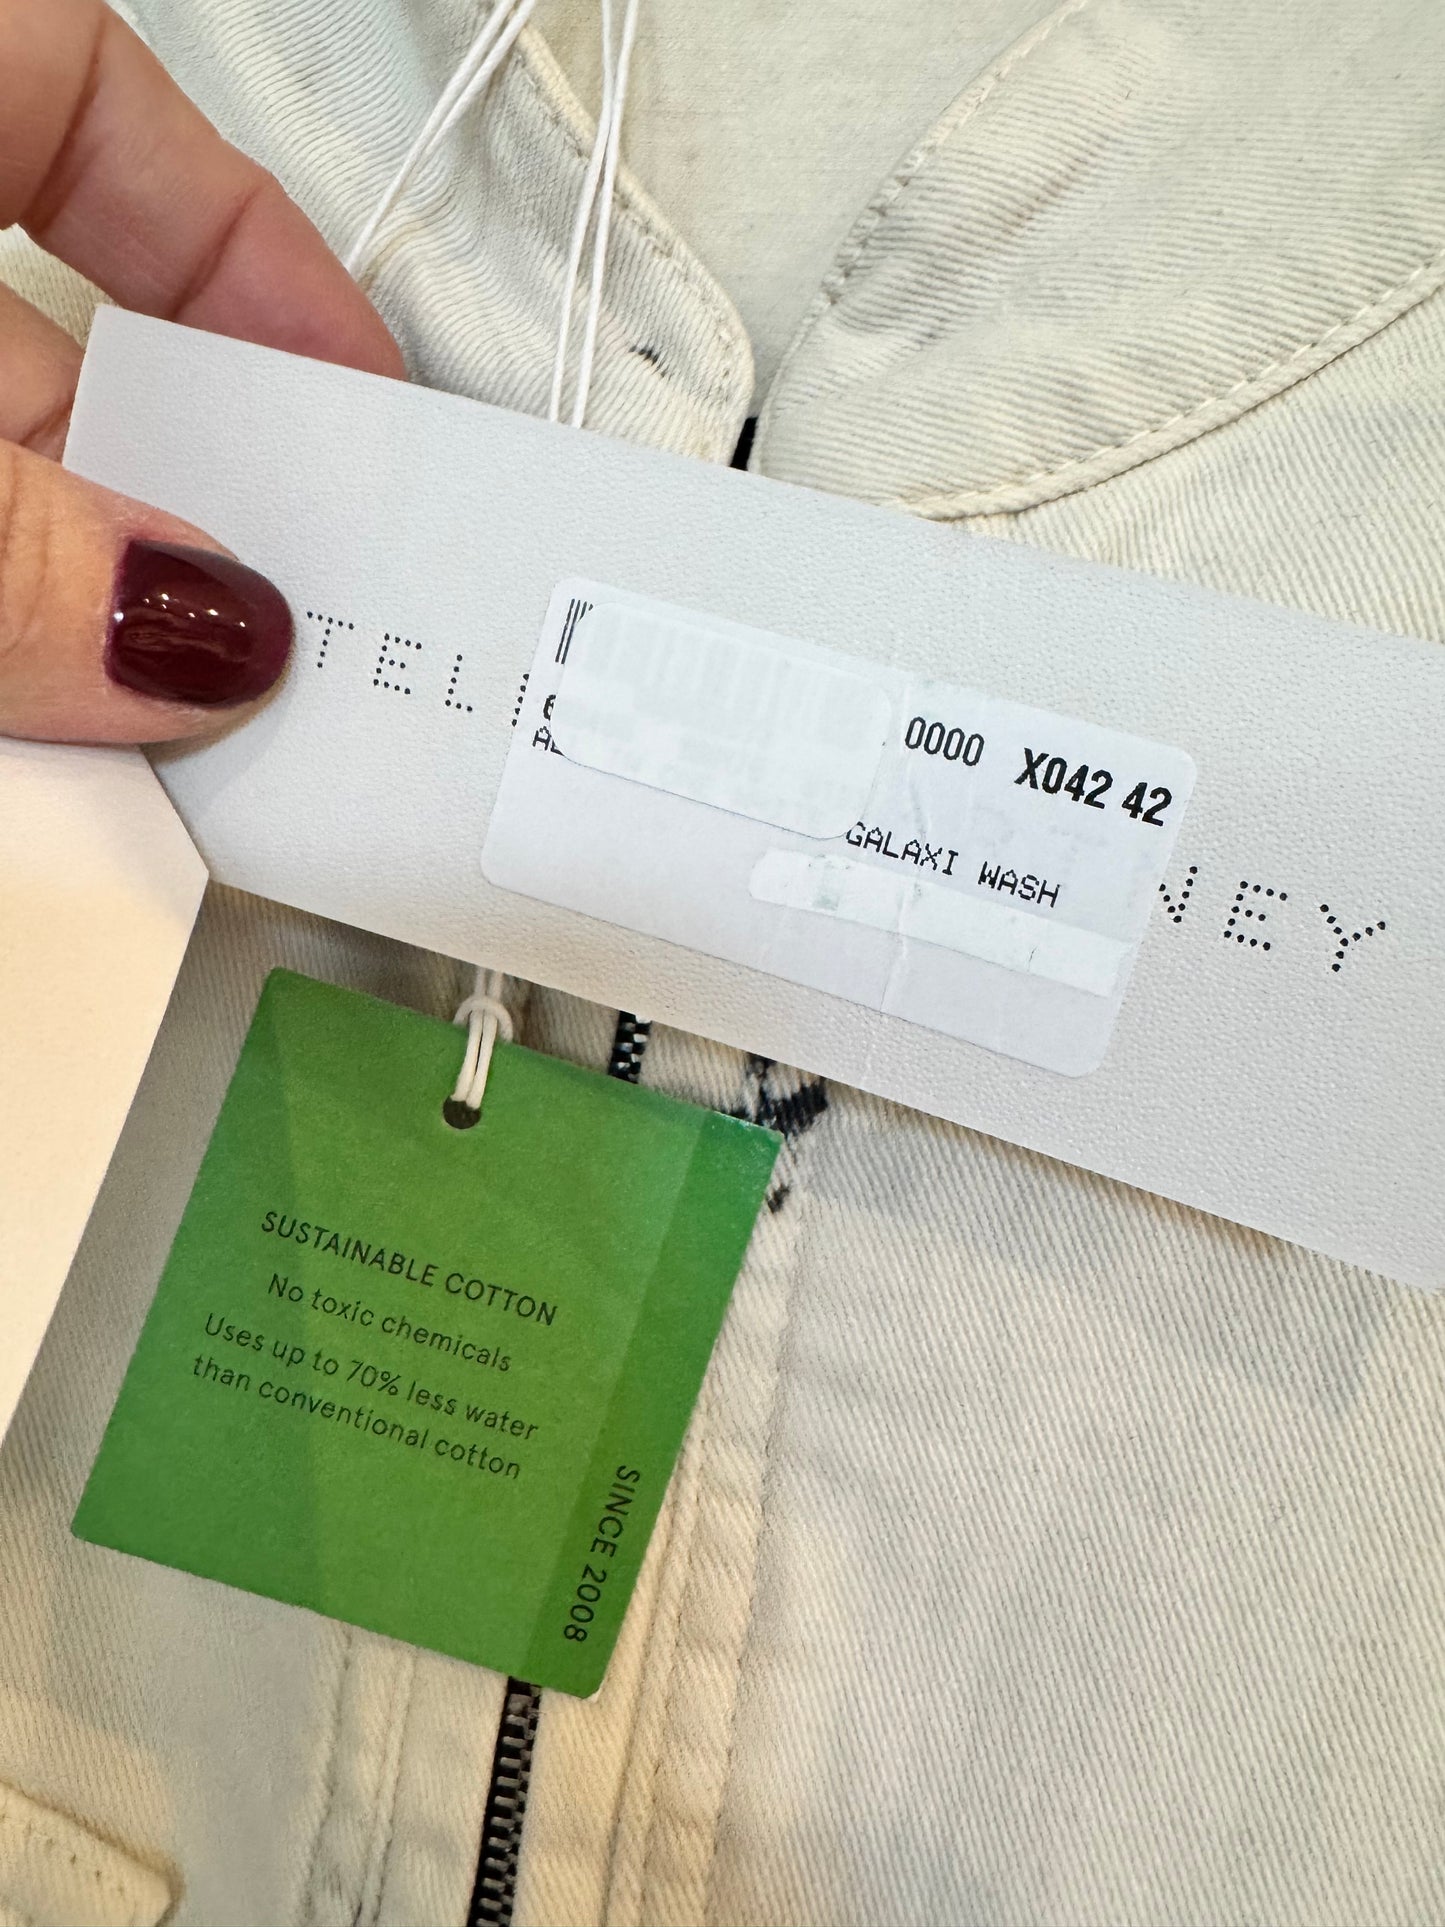 TEL
NEY
0000 X042 42
GALAXI WASH
SUSTAINABLE COTTON
No toxic chemicals
Uses up to 70% less water
than conventional cotton
SINCE 2008